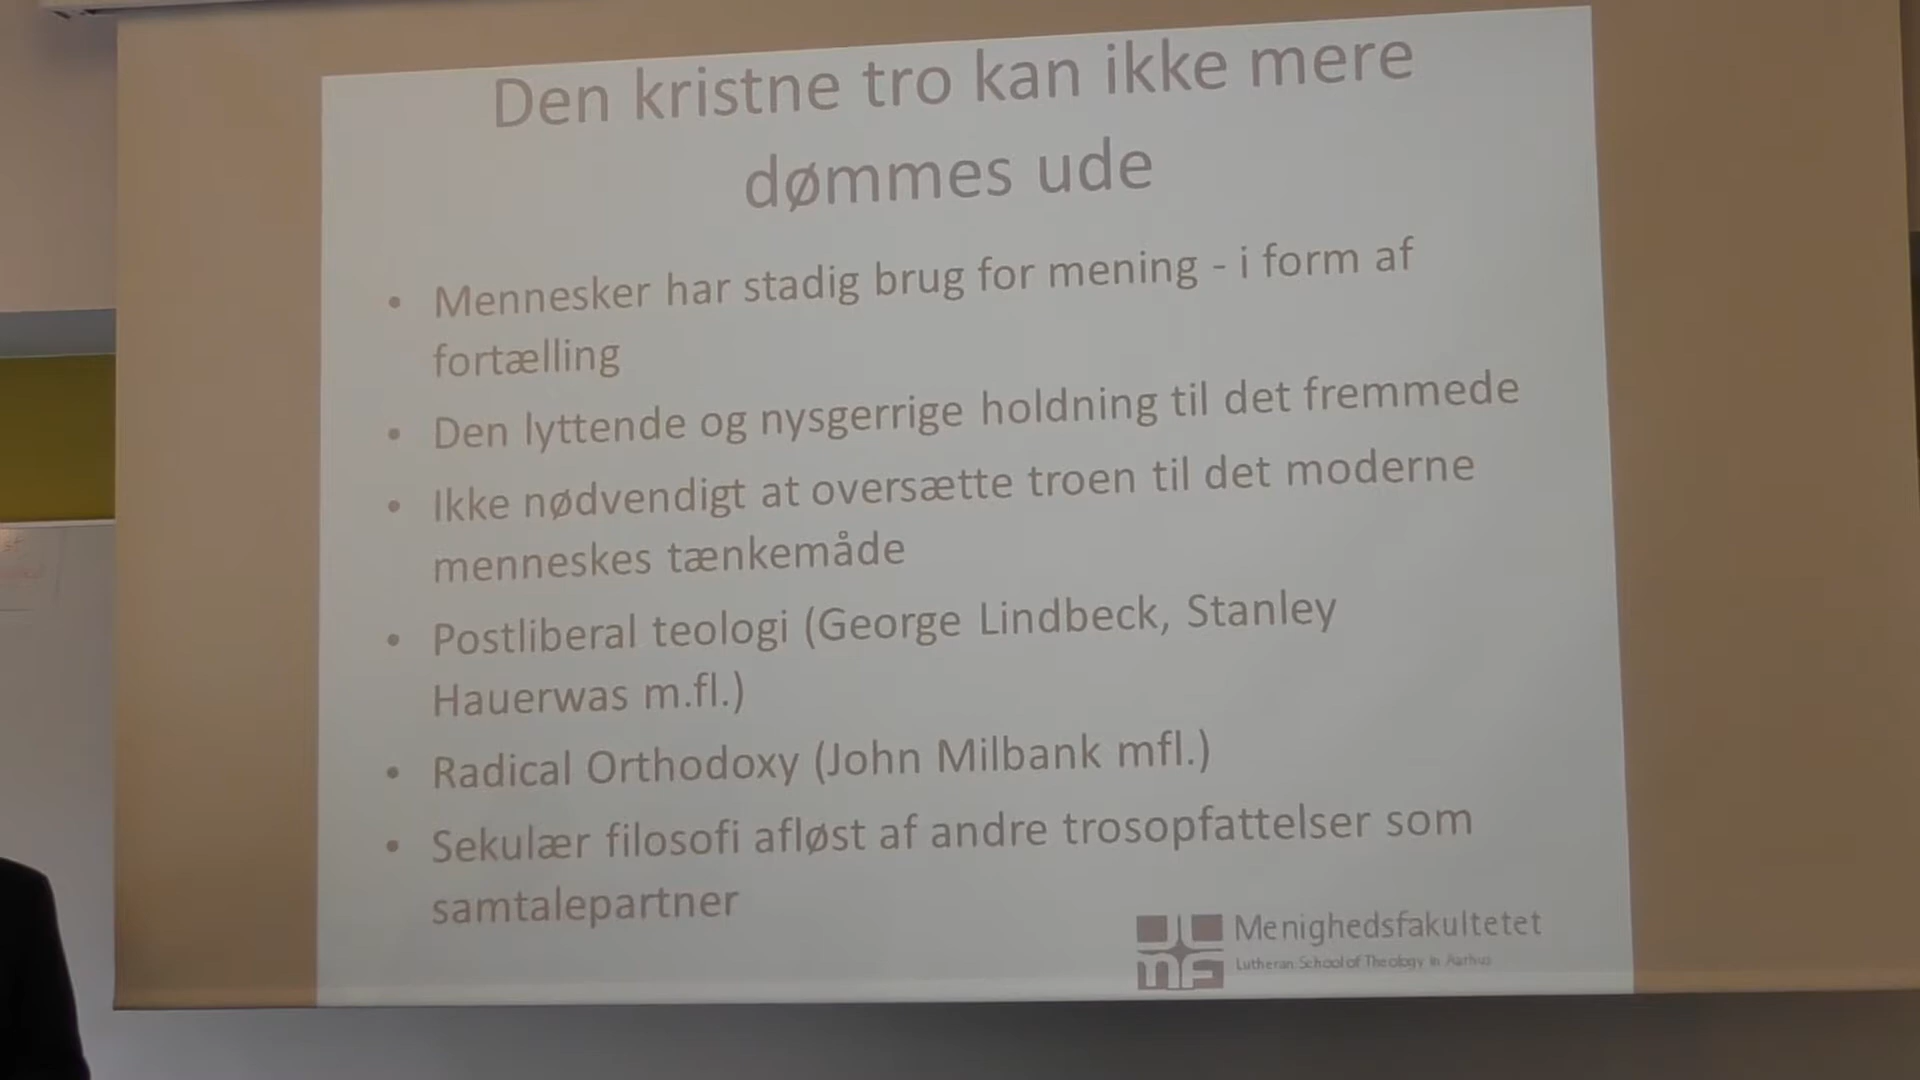 Den kristne tro kan ikke mere
dømmes ude
• Mennesker har stadig brug for mening - i form af
fortælling
• Den lyttende og nysgerrige holdning til det fremmede
• Ikke nødvendigt at oversætte troen til det moderne
menneskes tænkemåde
• Postliberal teologi (George Lindbeck, Stanley
Hauerwas m.fl.)
• Radical Orthodoxy (John Milbank mfl.)
• Sekulær filosofi afløst af andre trosopfattelser som
samtalepartner
Menighedsfakultetet
Lutheran School of Theology in Aarhus
mF